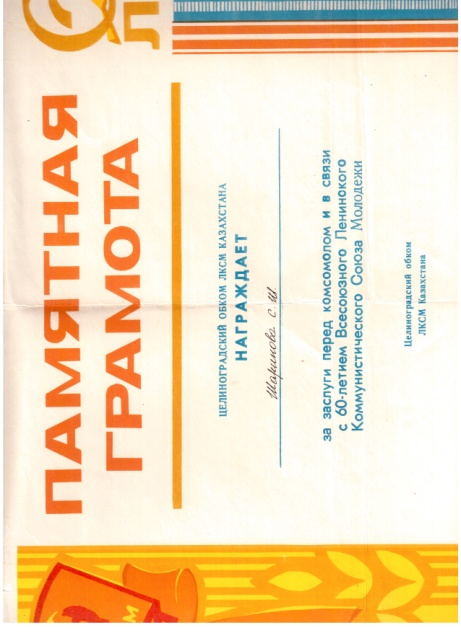 ПАМЯТНАЯ
ГРАМОТА
ЦЕЛИНОГРАДСКИЙ ОБКОМ ЛКСМ КАЗАХСТАНА
НАГРАЖДАЕТ
Шарипова С. Ш.
за заслуги перед комсомолом и в связи
с 60-летием Всесоюзного Ленинского
Коммунистического Союза Молодежи
Целиноградский обком
ЛКСМ Казахстана